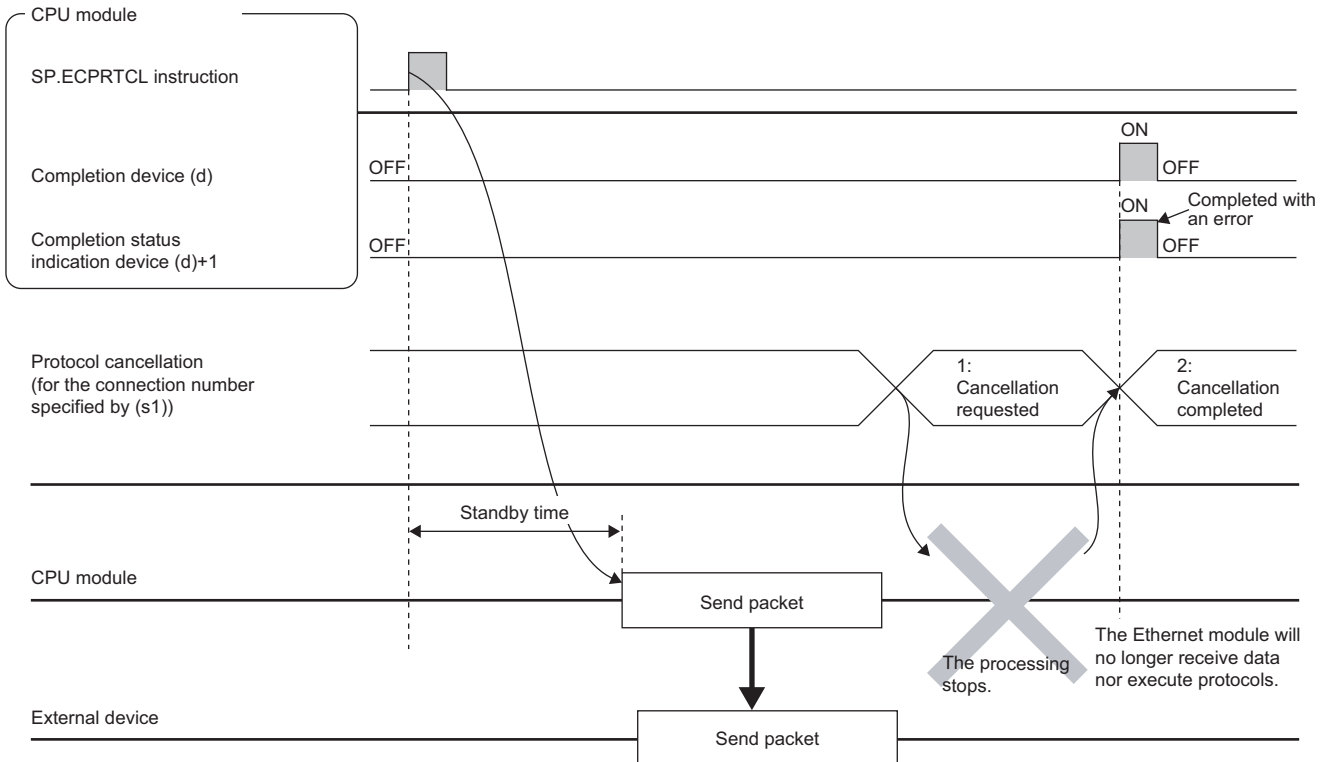 CPU module
SP.ECPRTCL instruction
ON
Completion device (d)
OFF
OFF
ON
Completed with
an error
Completion status
indication device (d)+1
OFF
OFF
Protocol cancellation
(for the connection number
specified by (s1))
1:
Cancellation
requested
2:
Cancellation
completed
Standby time
CPU module
Send packet
The processing
stops.
The Ethernet module will
no longer receive data
nor execute protocols.
External device
Send packet